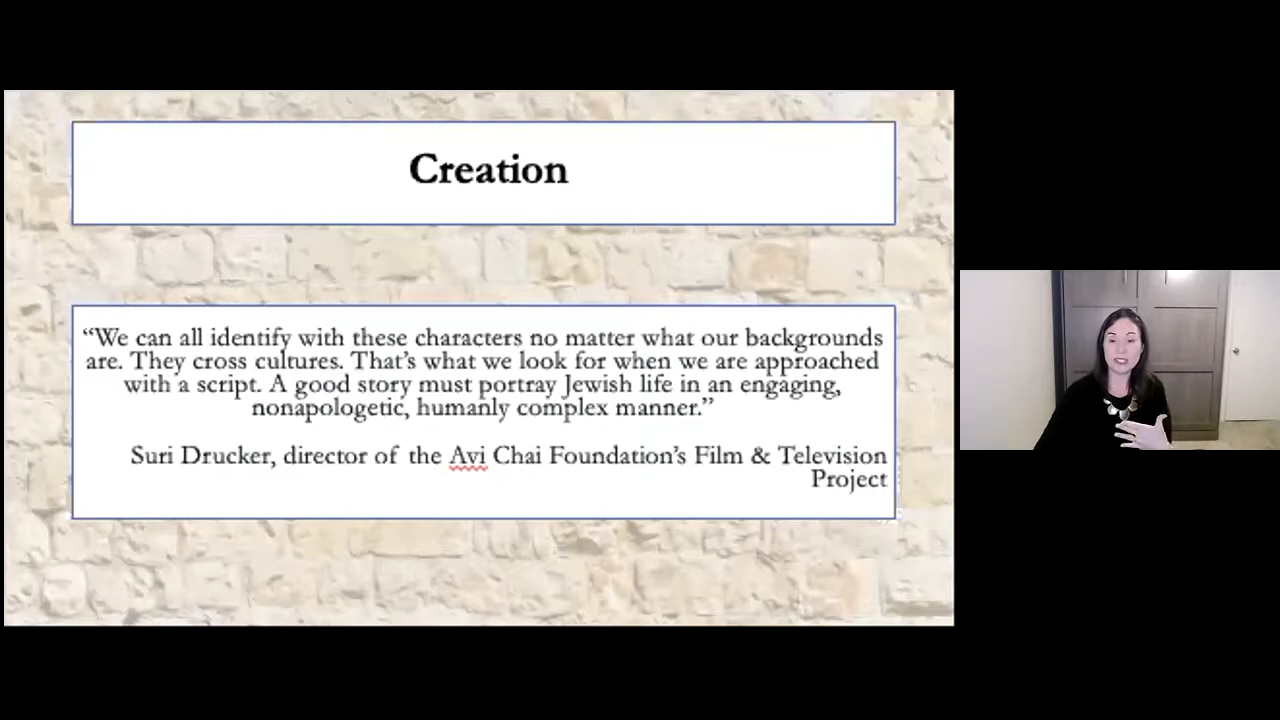 Creation
“We can all identify with these characters no matter what our backgrounds
are. They cross cultures. That’s what we look for when we are approached
with a script. A good story must portray Jewish life in an engaging,
nonapologetic, humanly complex manner.”
Suri Drucker, director of the Avi Chai Foundation’s Film & Television
Project